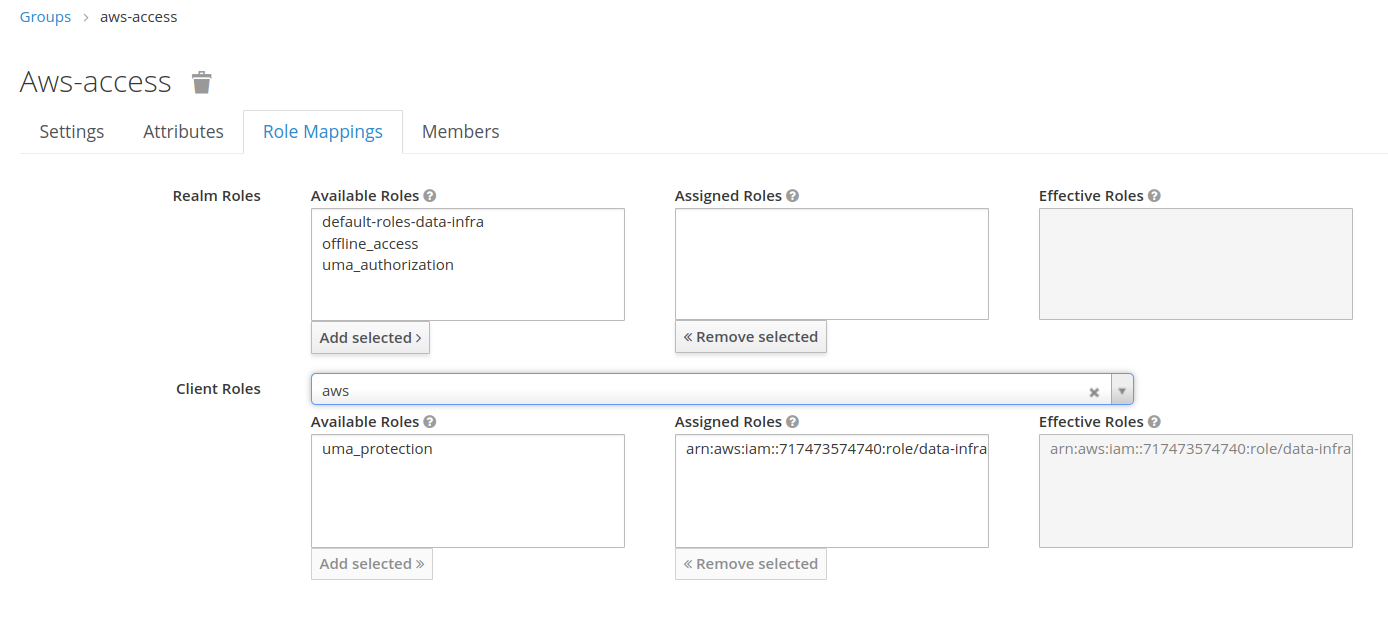 Groups > aws-access
Aws-access
Settings Attributes Role Mappings Members
Realm Roles Available Roles Assigned Roles Effective Roles
default-roles-data-infra
offline_access
uma_authorization
Add selected > « Remove selected
Client Roles aws
Available Roles Assigned Roles Effective Roles
uma_protection arn:aws:iam::717473574740:role/data-infra arn:aws:iam::717473574740:role/data-infra
Add selected » « Remove selected